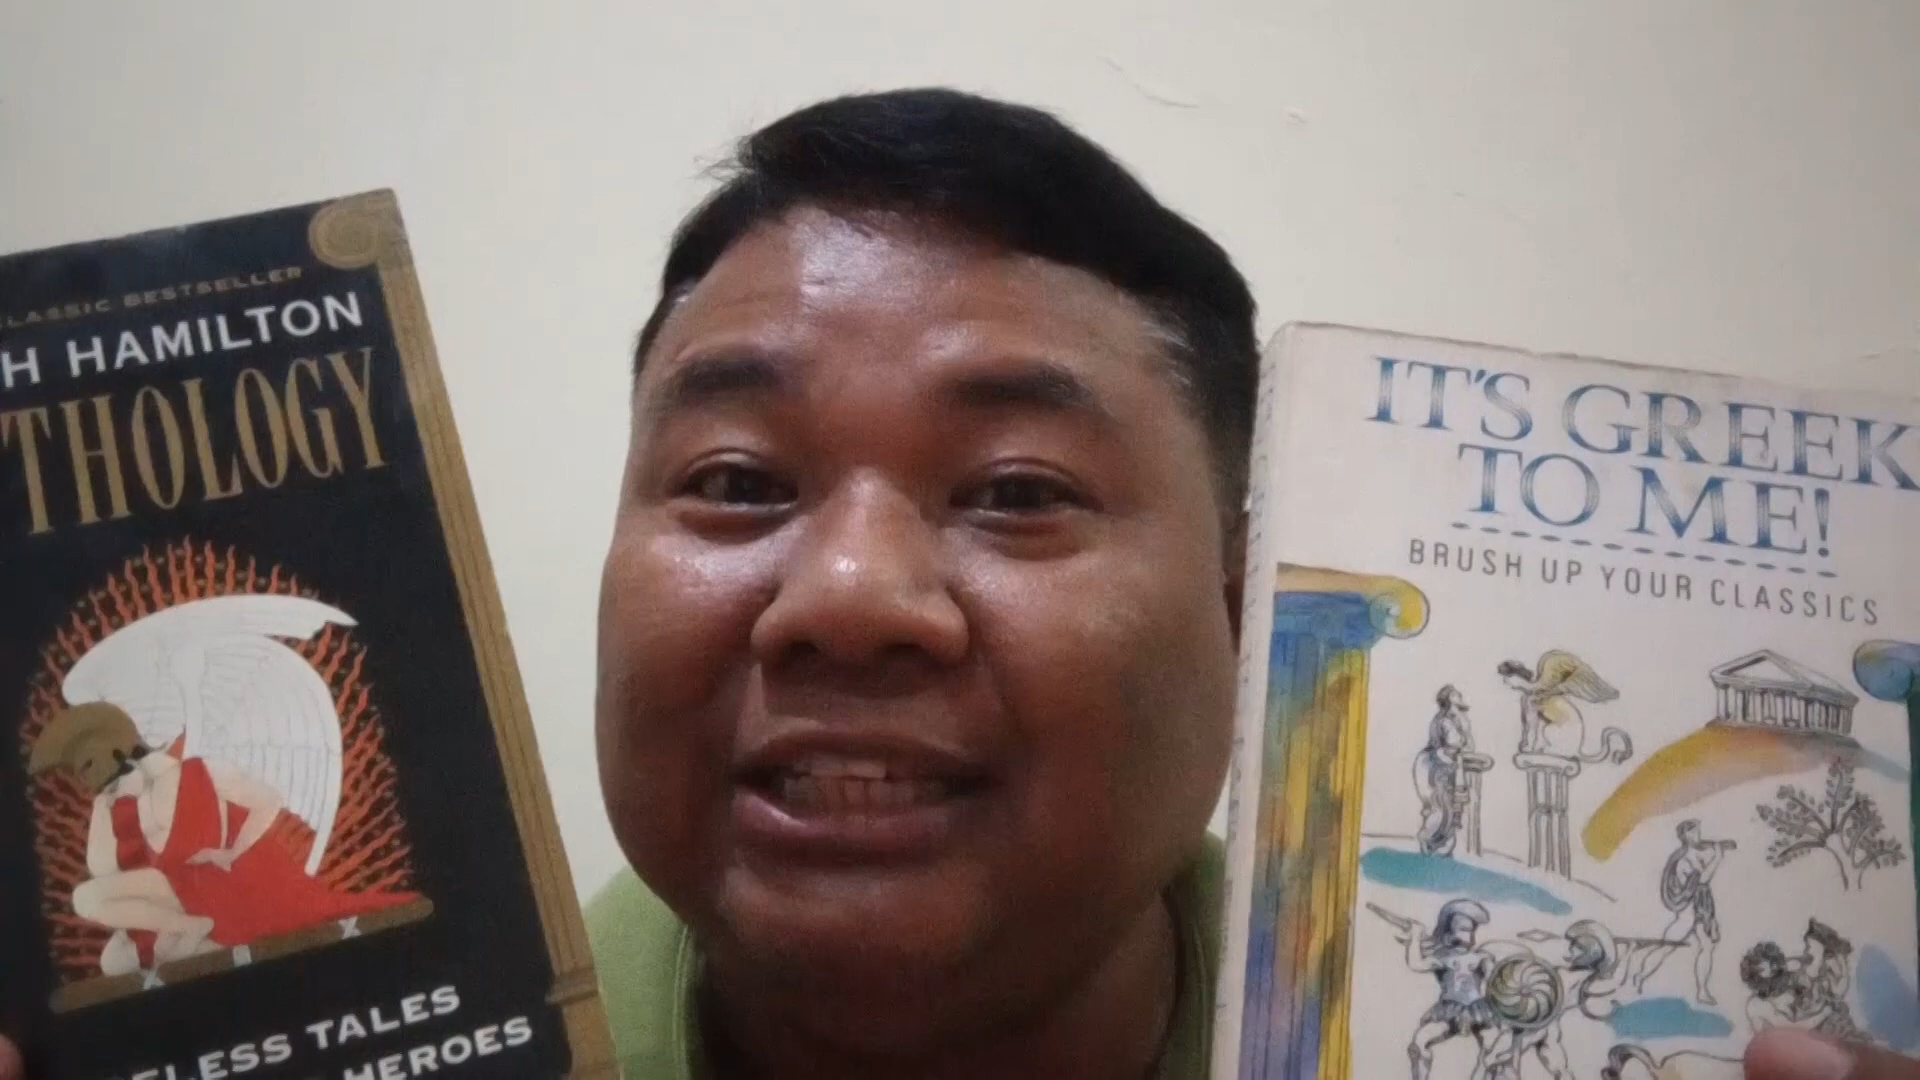 CLASSIC BESTSELLER
H HAMILTON
THOLOGY
ELESS TALES
HEROES
IT'S GREEK
TO ME!
BRUSH UP YOUR CLASSICS